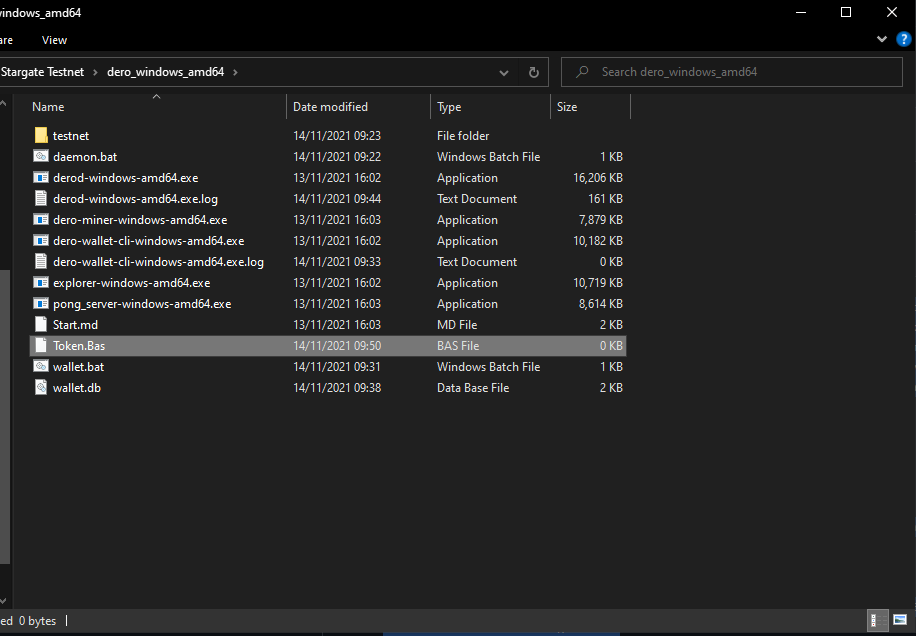 windows_amd64
are View
Stargate Testnet > dero_windows_amd64 > Search dero_windows_amd64
Name Date modified Type Size
testnet 14/11/2021 09:23 File folder
daemon.bat 14/11/2021 09:22 Windows Batch File 1 KB
derod-windows-amd64.exe 13/11/2021 16:02 Application 16,206 KB
derod-windows-amd64.exe.log 14/11/2021 09:44 Text Document 161 KB
dero-miner-windows-amd64.exe 13/11/2021 16:03 Application 7,879 KB
dero-wallet-cli-windows-amd64.exe 13/11/2021 16:02 Application 10,182 KB
dero-wallet-cli-windows-amd64.exe.log 14/11/2021 09:33 Text Document 0 KB
explorer-windows-amd64.exe 13/11/2021 16:02 Application 10,719 KB
pong_server-windows-amd64.exe 13/11/2021 16:03 Application 8,614 KB
Start.md 13/11/2021 16:03 MD File 2 KB
Token.Bas 14/11/2021 09:50 BAS File 0 KB
wallet.bat 14/11/2021 09:31 Windows Batch File 1 KB
wallet.db 14/11/2021 09:38 Data Base File 2 KB
ed 0 bytes